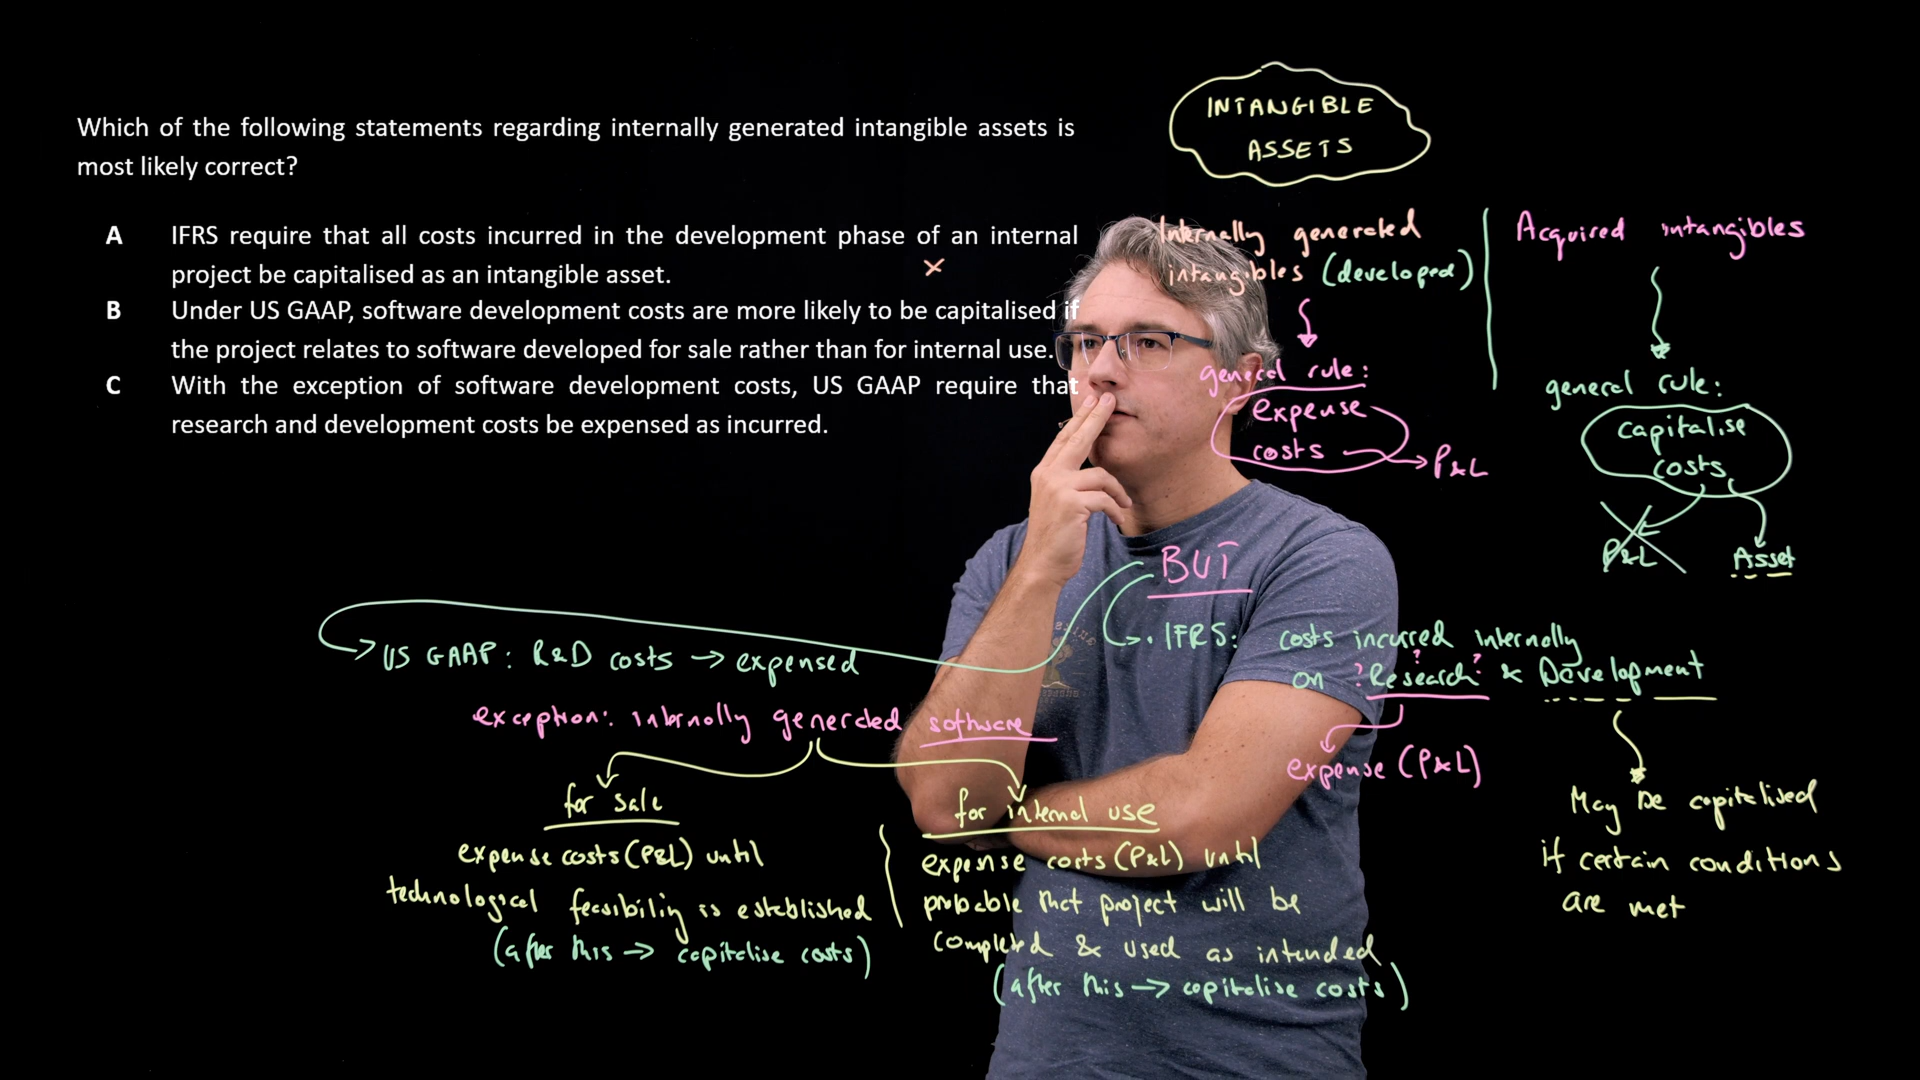 Which of the following statements regarding internally generated intangible assets is
most likely correct?
A IFRS require that all costs incurred in the development phase of an internal
project be capitalised as an intangible asset.
B Under US GAAP, software development costs are more likely to be capitalised if
the project relates to software developed for sale rather than for internal use.
C With the exception of software development costs, US GAAP require that
research and development costs be expensed as incurred.
INTANGIBLE
ASSETS
Internally generated
intangibles (developed)
general rule:
expense
costs → P&L
Acquired intangibles
general rule:
capitalise
costs
P&L Asset
BUT
IFRS: costs incurred internally
on ?Research? & Development
expense (P&L)
May be capitalised
if certain conditions
are met
US GAAP: R&D costs → expensed
exception: internally generated software
for sale
expense costs (P&L) until
technological feasibility is established
(after this → capitalise costs)
for internal use
expense costs (P&L) until
probable that project will be
completed & used as intended
(after this → capitalise costs)